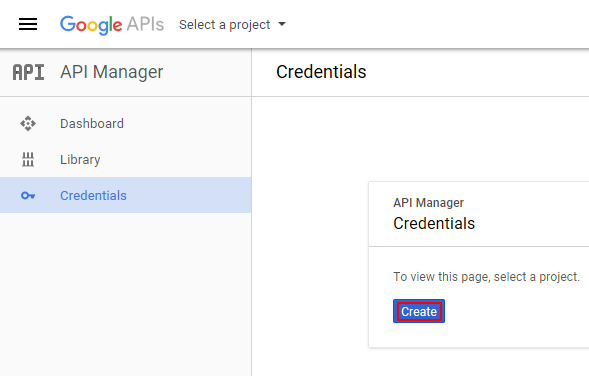 Google APIs Select a project
API API Manager
Credentials
Dashboard
Library
Credentials
API Manager
Credentials
To view this page, select a project.
Create